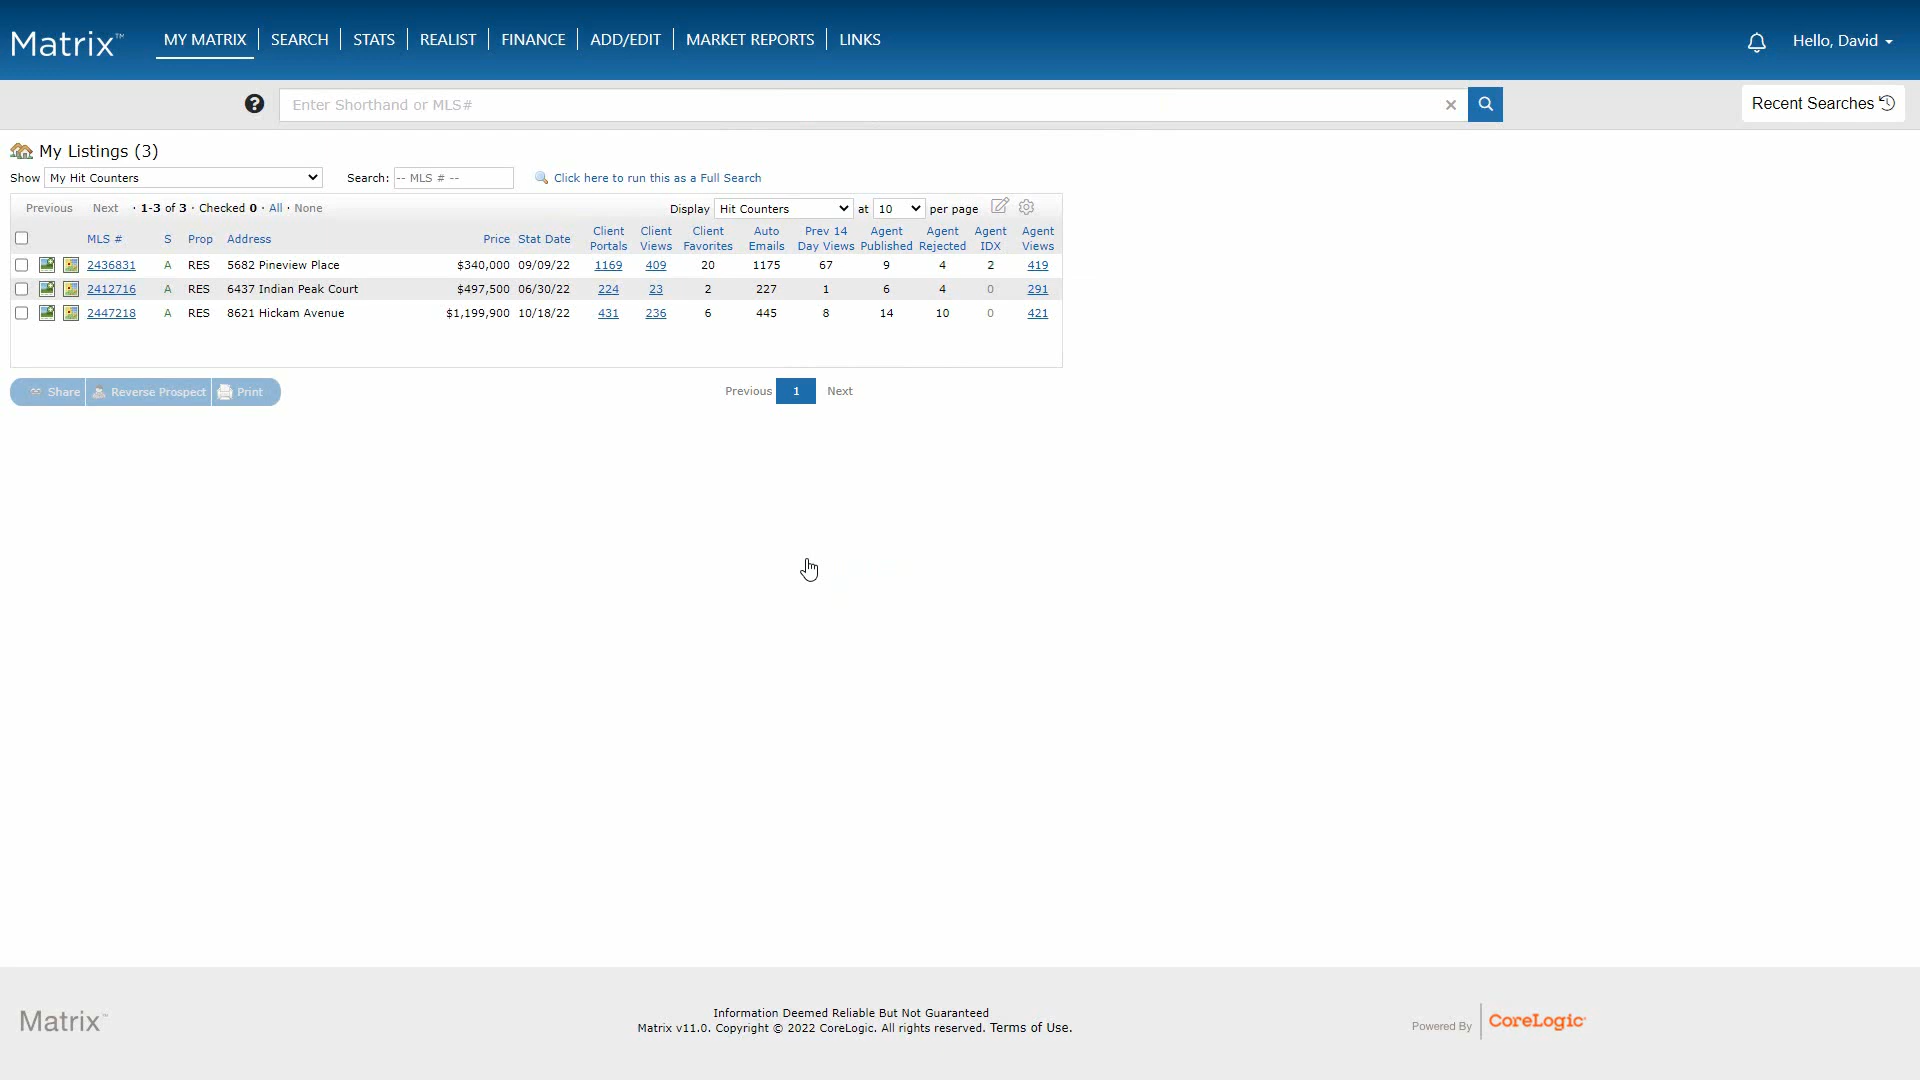 Matrix™ MY MATRIX SEARCH STATS REALIST FINANCE ADD/EDIT MARKET REPORTS LINKS Hello, David
? Enter Shorthand or MLS# × Recent Searches
My Listings (3)
Show My Hit Counters Search: -- MLS # -- Click here to run this as a Full Search
Previous Next · 1-3 of 3 · Checked 0 · All · None Display Hit Counters at 10 per page
Client Client Client Auto Prev 14 Agent Agent Agent Agent
MLS # S Prop Address Price Stat Date Portals Views Favorites Emails Day Views Published Rejected IDX Views
2436831 A RES 5682 Pineview Place $340,000 09/09/22 1169 409 20 1175 67 9 4 2 419
2412716 A RES 6437 Indian Peak Court $497,500 06/30/22 224 23 2 227 1 6 4 0 291
2447218 A RES 8621 Hickam Avenue $1,199,900 10/18/22 431 236 6 445 8 14 10 0 421
Share Reverse Prospect Print Previous 1 Next
Information Deemed Reliable But Not Guaranteed
Matrix™ Matrix v11.0. Copyright © 2022 CoreLogic. All rights reserved. Terms of Use. Powered By CoreLogic